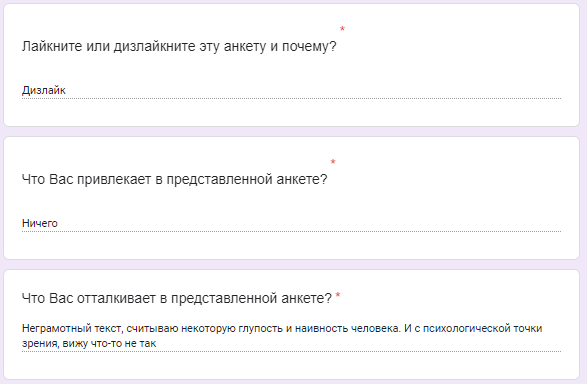 Лайкните или дизлайкните эту анкету и почему? *
Дизлайк
Что Вас привлекает в представленной анкете? *
Ничего
Что Вас отталкивает в представленной анкете? *
Неграмотный текст, считываю некоторую глупость и наивность человека. И с психологической точки
зрения, вижу что-то не так